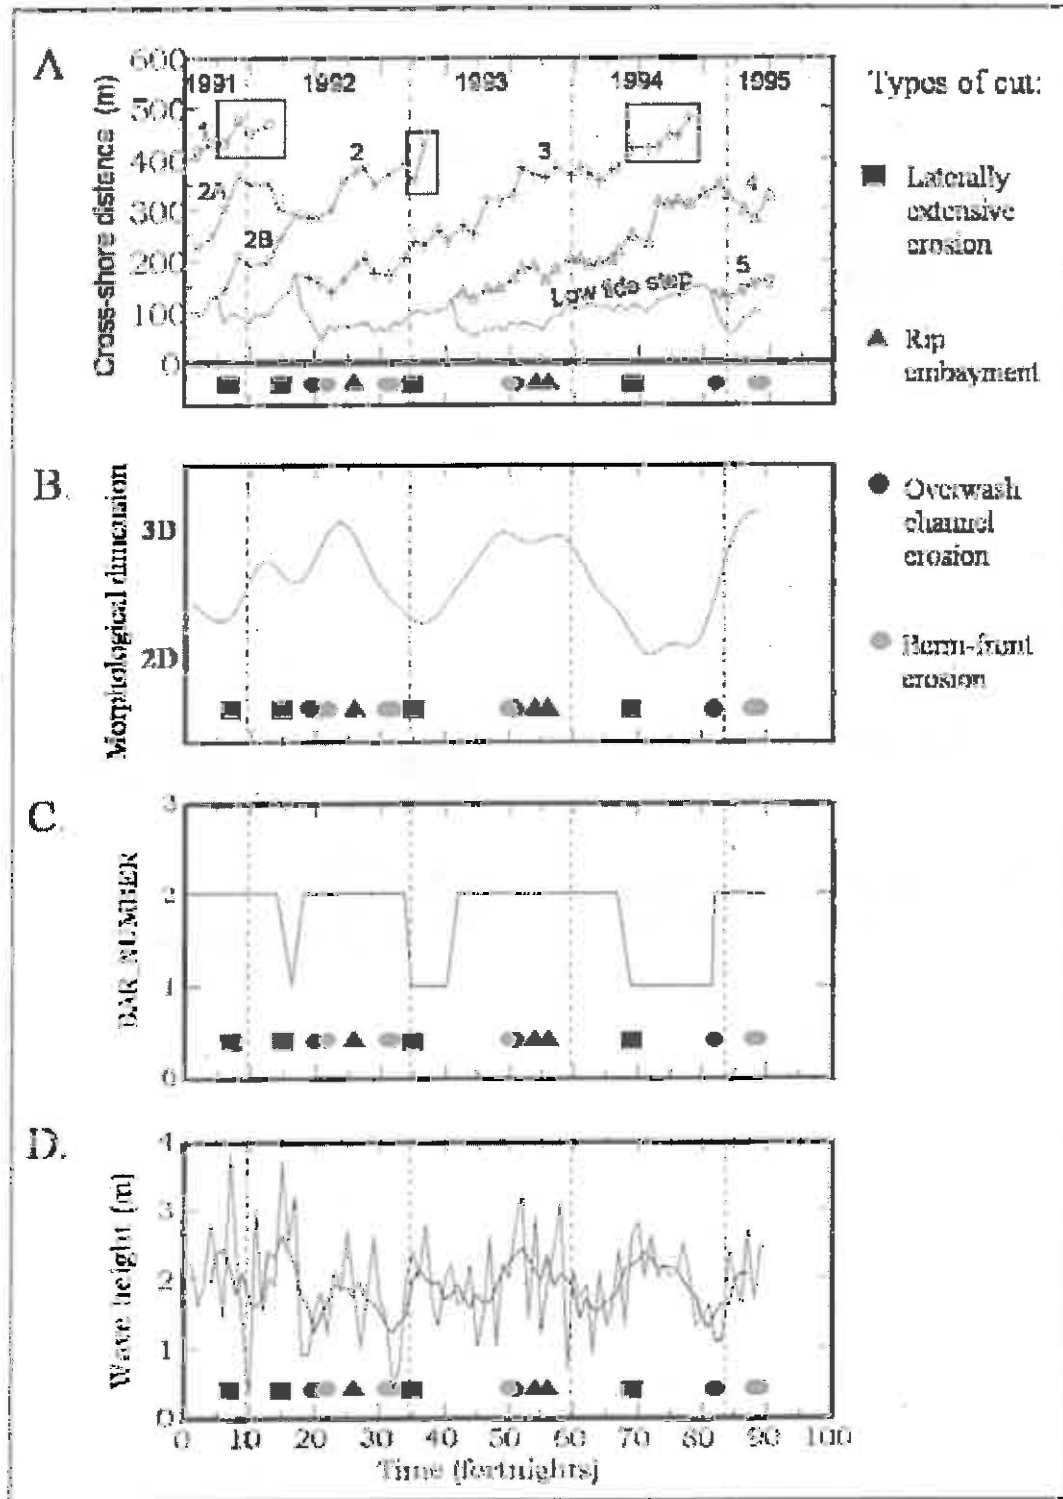 A
600
500
400
300
200
100
0
Cross-shore distance (m)
1991 1992 1993 1994 1995
1
2A
2B
2
3
4
5
Low tide step
Types of cut:
Laterally
extensive
erosion
Rip
embayment
Overwash
channel
erosion
Berm-front
erosion
B.
3D
2D
Morphological dimension
C.
3
2
1
0
BAR_NUMBER
D.
4
3
2
1
0
Wave height (m)
0 10 20 30 40 50 60 70 80 90 100
Time (fortnights)